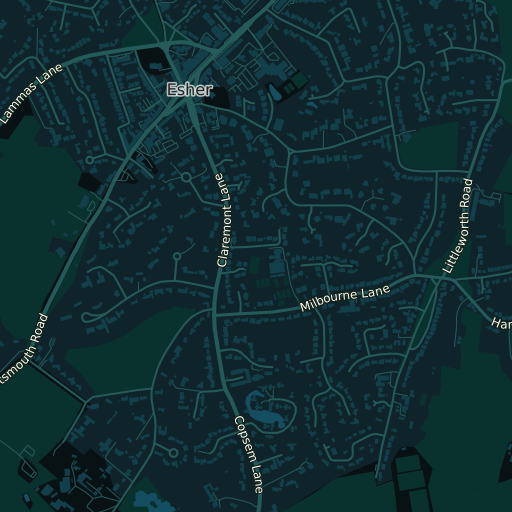 Lammas Lane
Esher
Claremont Lane
Littleworth Road
Milbourne Lane
Har
tsmouth Road
Copsem Lane